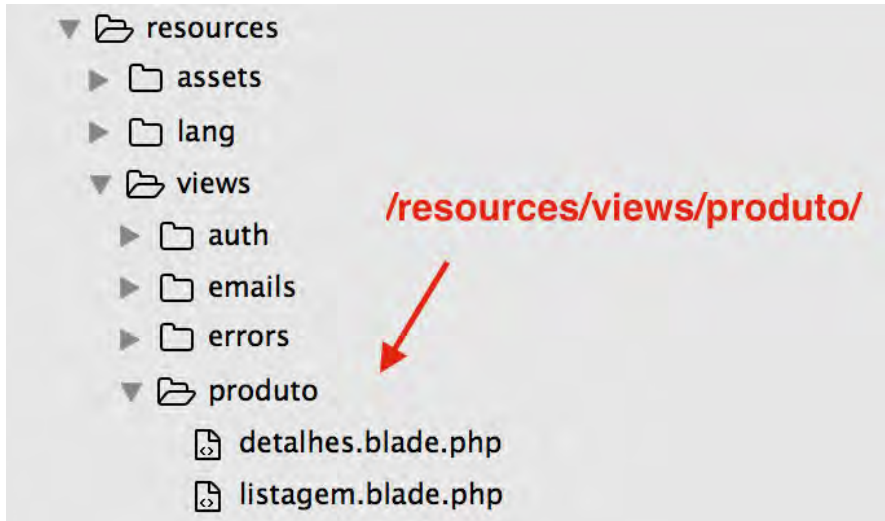 resources
assets
lang
views
/resources/views/produto/
auth
emails
errors
produto
detalhes.blade.php
listagem.blade.php